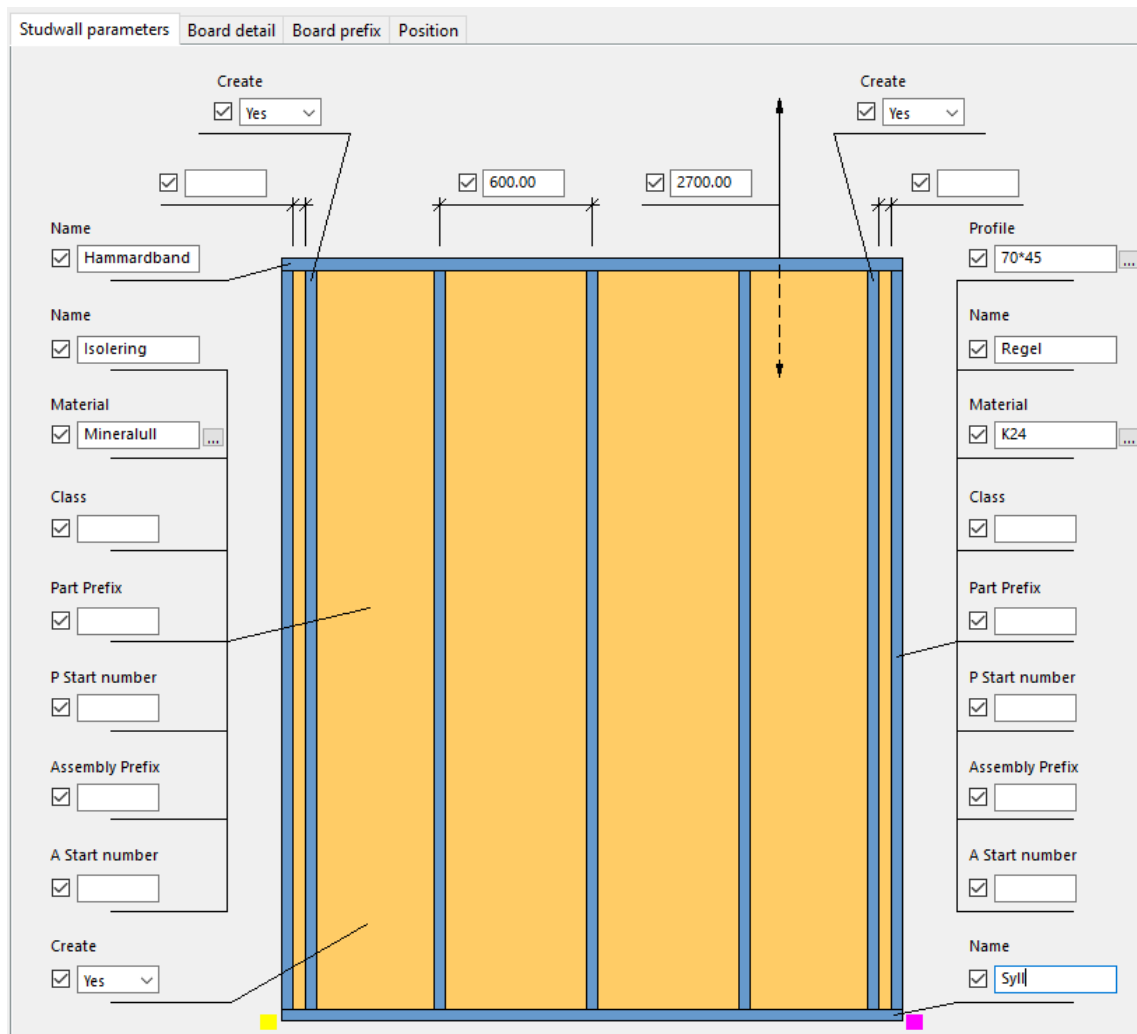 Studwall parameters Board detail Board prefix Position
Create Create
Yes Yes
600.00 2700.00
Name Profile
Hammardband 70*45 ...
Name Name
Isolering Regel
Material Material
Mineralull ... K24 ...
Class Class
Part Prefix Part Prefix
P Start number P Start number
Assembly Prefix Assembly Prefix
A Start number A Start number
Create Name
Yes Syll